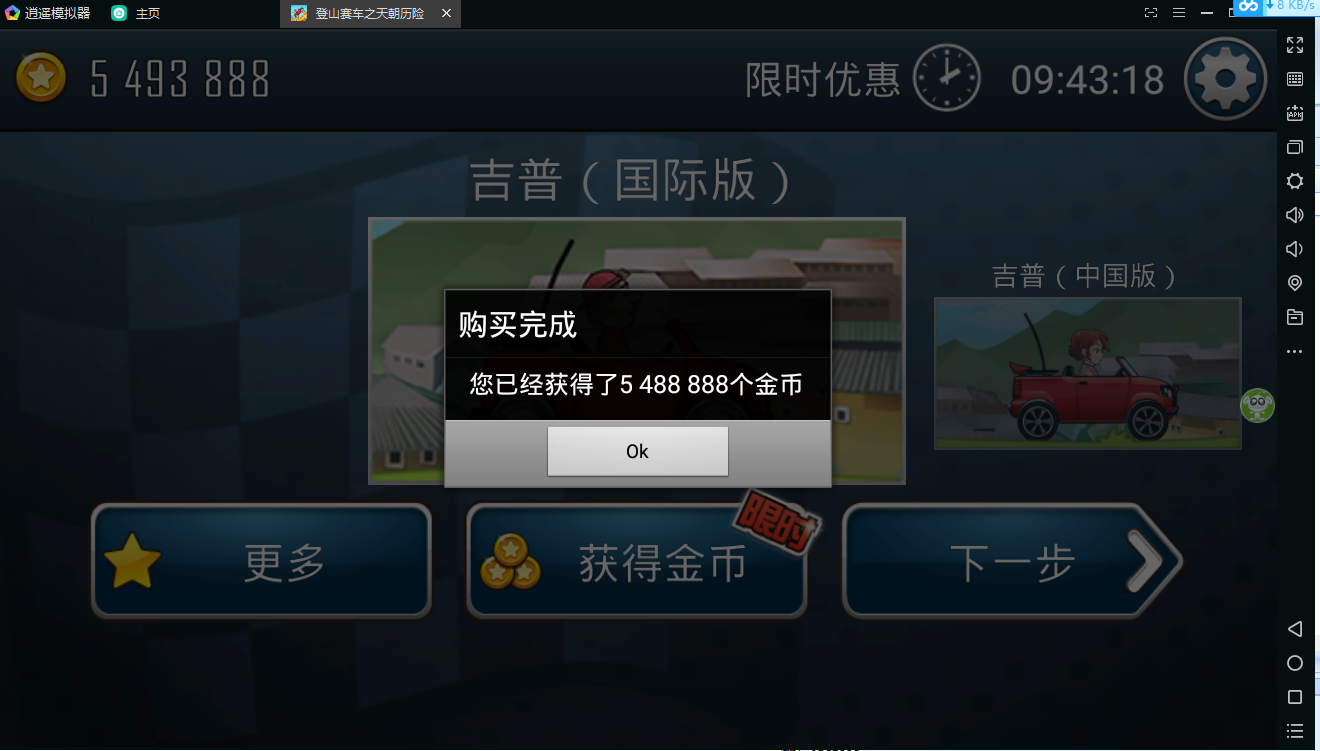 逍遥模拟器
主页
登山赛车之天朝历险
8 KB/s
5 493 888
限时优惠
09:43:18
吉普（国际版）
吉普（中国版）
购买完成
您已经获得了5 488 888个金币
Ok
更多
获得金币
限时
下一步
APK